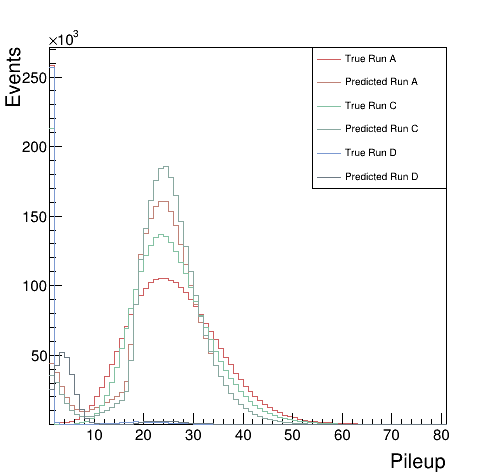 ×10³
Events
250
200
150
100
50
10 20 30 40 50 60 70 80
Pileup
True Run A
Predicted Run A
True Run C
Predicted Run C
True Run D
Predicted Run D